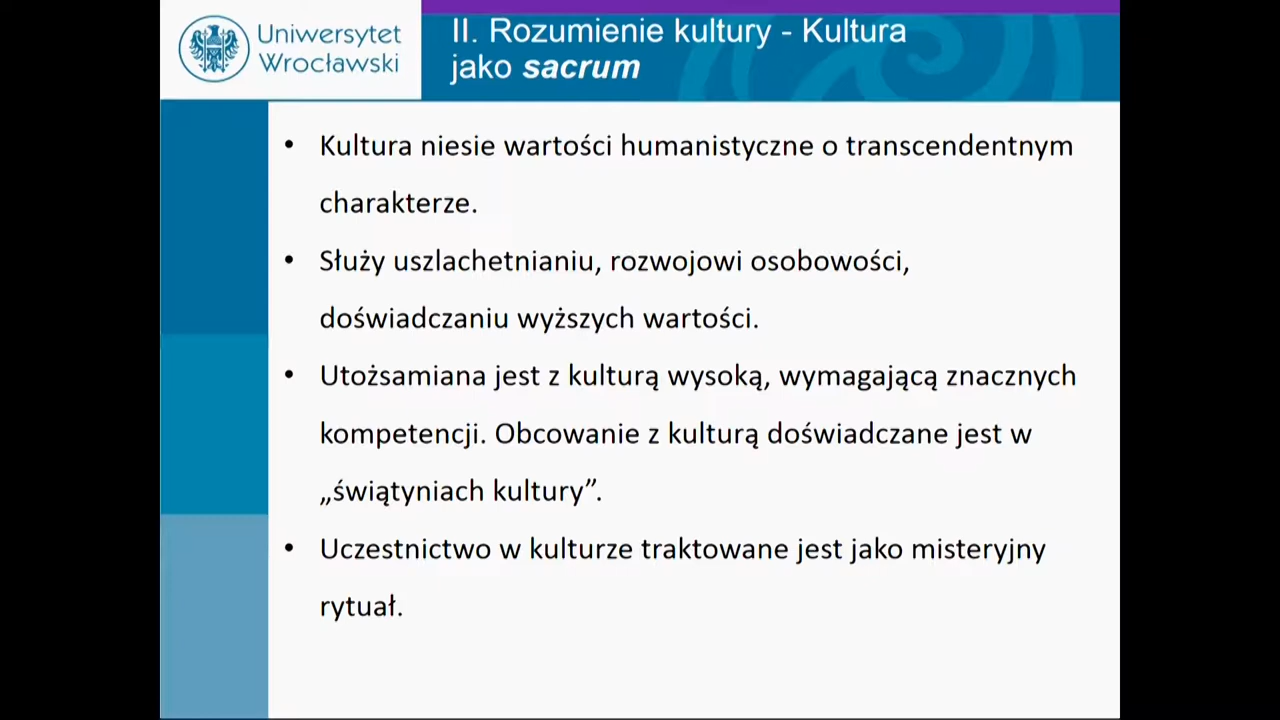 Uniwersytet
Wrocławski
II. Rozumienie kultury - Kultura
jako sacrum
• Kultura niesie wartości humanistyczne o transcendentnym
charakterze.
• Służy uszlachetnianiu, rozwojowi osobowości,
doświadczaniu wyższych wartości.
• Utożsamiana jest z kulturą wysoką, wymagającą znacznych
kompetencji. Obcowanie z kulturą doświadczane jest w
„świątyniach kultury”.
• Uczestnictwo w kulturze traktowane jest jako misteryjny
rytuał.